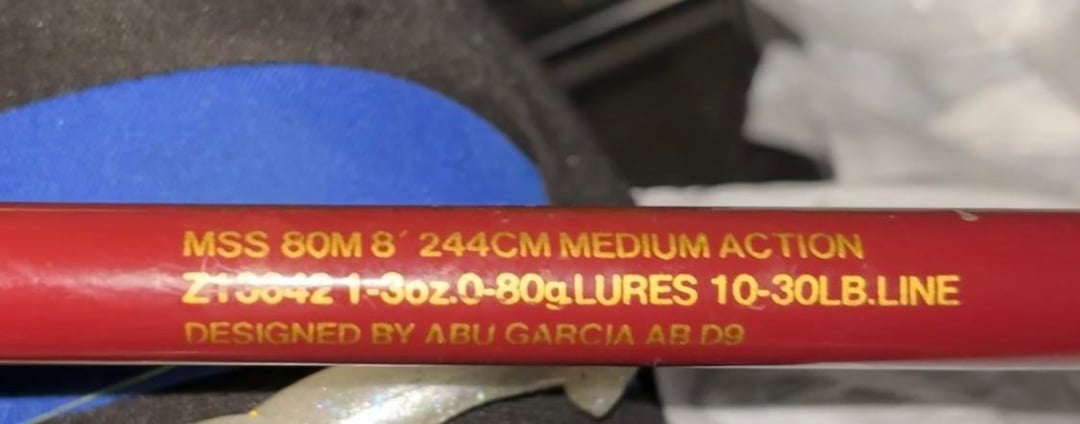 MSS 80M 8′ 244CM MEDIUM ACTION
1-3oz.0-80g.LURES 10-30LB.LINE
DESIGNED BY ABU GARCIA AB D9